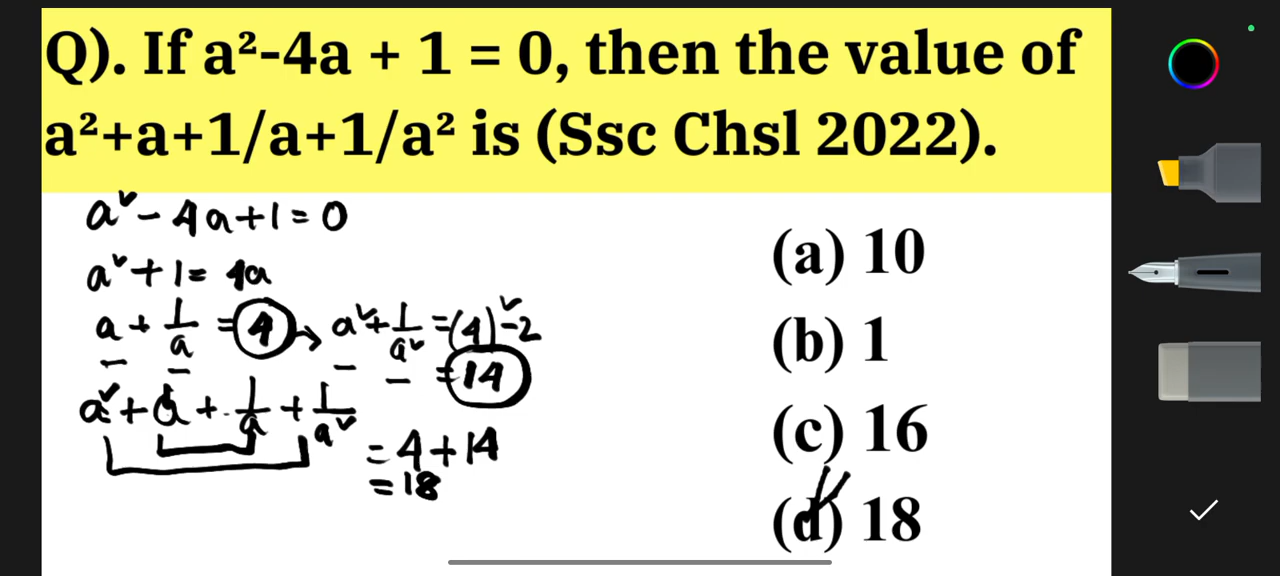 Q). If a²-4a + 1 = 0, then the value of
a²+a+1/a+1/a² is (Ssc Chsl 2022).
a² - 4a + 1 = 0
a² + 1 = 4a
a + 1/a = 4 → a² + 1/a² = (4)² - 2
= 14
a² + a + 1/a + 1/a²
= 4 + 14
= 18
(a) 10
(b) 1
(c) 16
(d) 18